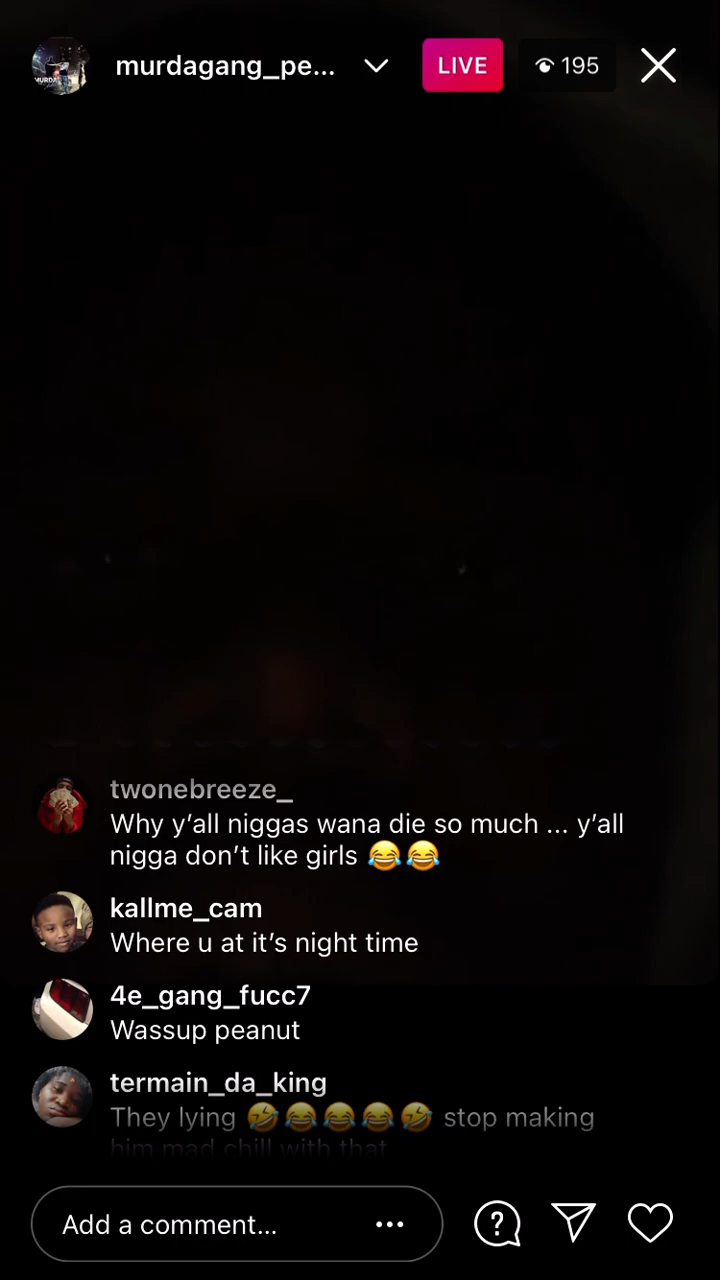 murdagang_pe...
LIVE
195
twonebreeze_
Why y'all niggas wana die so much ... y'all
nigga don't like girls 😂😂
kallme_cam
Where u at it's night time
4e_gang_fucc7
Wassup peanut
termain_da_king
They lying 🤣😂😂😂🤣 stop making
him mad chill with that
Add a comment...